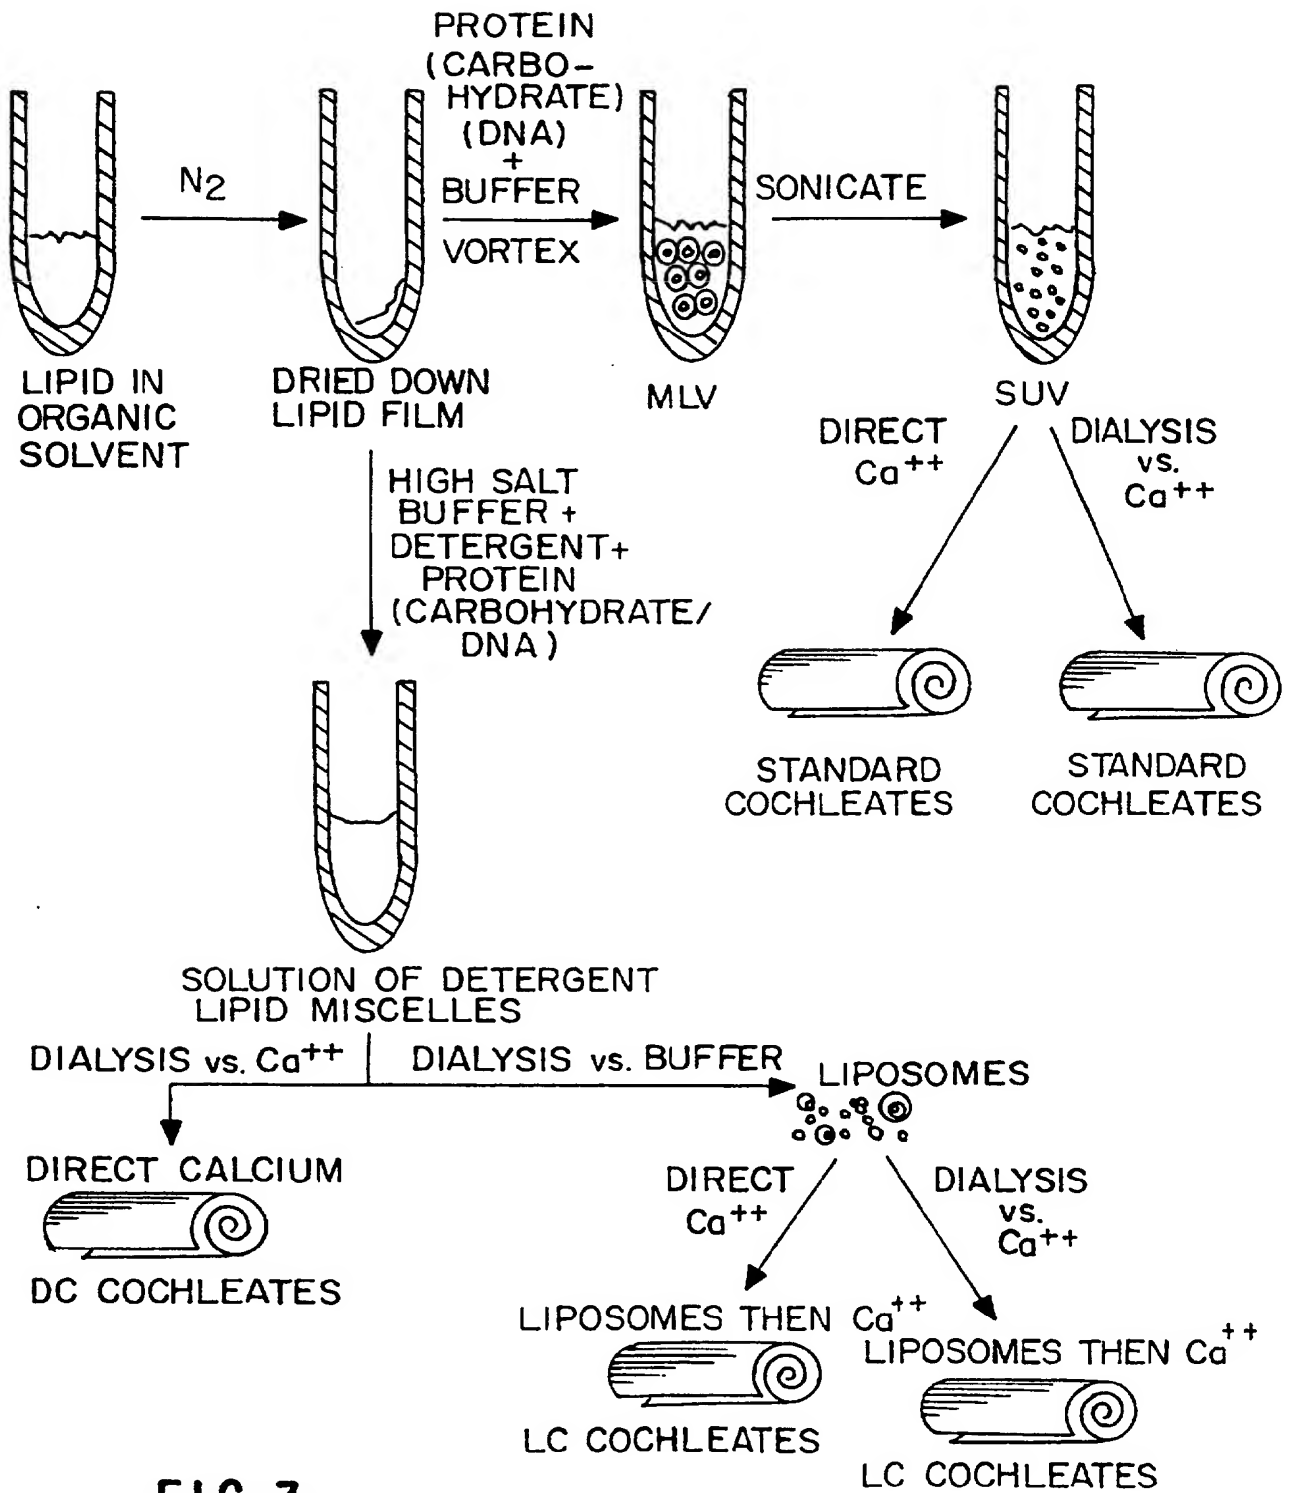 PROTEIN
(CARBO-
HYDRATE)
(DNA)
+
BUFFER
VORTEX
N2
SONICATE
LIPID IN
ORGANIC
SOLVENT
DRIED DOWN
LIPID FILM
MLV
SUV
DIRECT
Ca++
DIALYSIS
vs.
Ca++
HIGH SALT
BUFFER +
DETERGENT+
PROTEIN
(CARBOHYDRATE/
DNA)
STANDARD
COCHLEATES
STANDARD
COCHLEATES
SOLUTION OF DETERGENT
LIPID MISCELLES
DIALYSIS vs. Ca++
DIALYSIS vs. BUFFER
LIPOSOMES
DIRECT CALCIUM
DC COCHLEATES
DIRECT
Ca++
DIALYSIS
vs.
Ca++
LIPOSOMES THEN Ca++
LC COCHLEATES
LIPOSOMES THEN Ca++
LC COCHLEATES